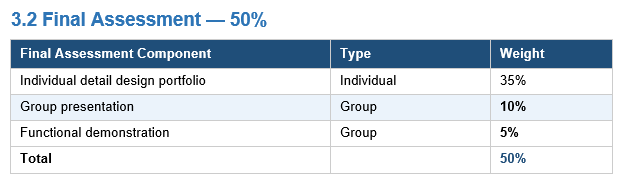 3.2 Final Assessment — 50%
Final Assessment Component Type Weight
Individual detail design portfolio Individual 35%
Group presentation Group 10%
Functional demonstration Group 5%
Total 50%